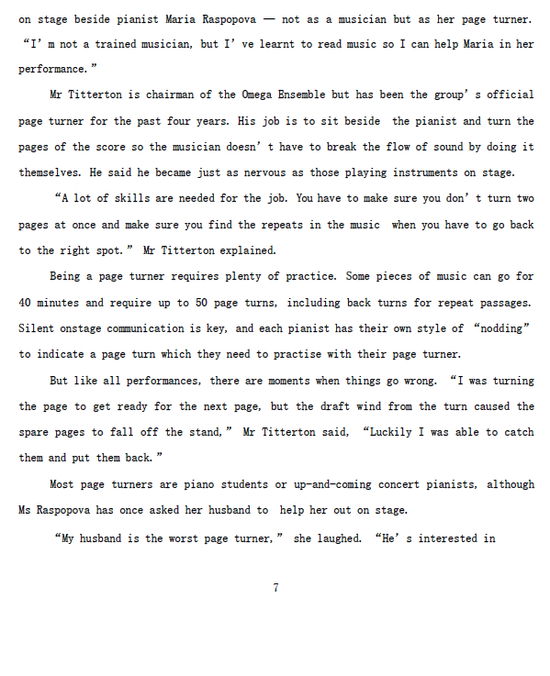 on stage beside pianist Maria Raspopova — not as a musician but as her page turner.
“I’m not a trained musician, but I’ve learnt to read music so I can help Maria in her
performance.”
Mr Titterton is chairman of the Omega Ensemble but has been the group’s official
page turner for the past four years. His job is to sit beside the pianist and turn the
pages of the score so the musician doesn’t have to break the flow of sound by doing it
themselves. He said he became just as nervous as those playing instruments on stage.
“A lot of skills are needed for the job. You have to make sure you don’t turn two
pages at once and make sure you find the repeats in the music when you have to go back
to the right spot.” Mr Titterton explained.
Being a page turner requires plenty of practice. Some pieces of music can go for
40 minutes and require up to 50 page turns, including back turns for repeat passages.
Silent onstage communication is key, and each pianist has their own style of “nodding”
to indicate a page turn which they need to practise with their page turner.
But like all performances, there are moments when things go wrong. “I was turning
the page to get ready for the next page, but the draft wind from the turn caused the
spare pages to fall off the stand,” Mr Titterton said, “Luckily I was able to catch
them and put them back.”
Most page turners are piano students or up-and-coming concert pianists, although
Ms Raspopova has once asked her husband to help her out on stage.
“My husband is the worst page turner,” she laughed. “He’s interested in
7